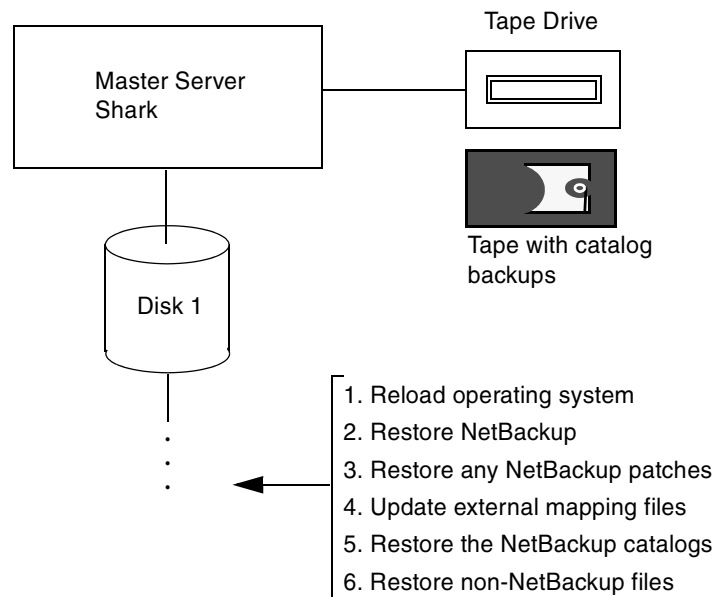 Tape Drive
Master Server
Shark
Tape with catalog
backups
Disk 1
1. Reload operating system
2. Restore NetBackup
3. Restore any NetBackup patches
4. Update external mapping files
5. Restore the NetBackup catalogs
6. Restore non-NetBackup files